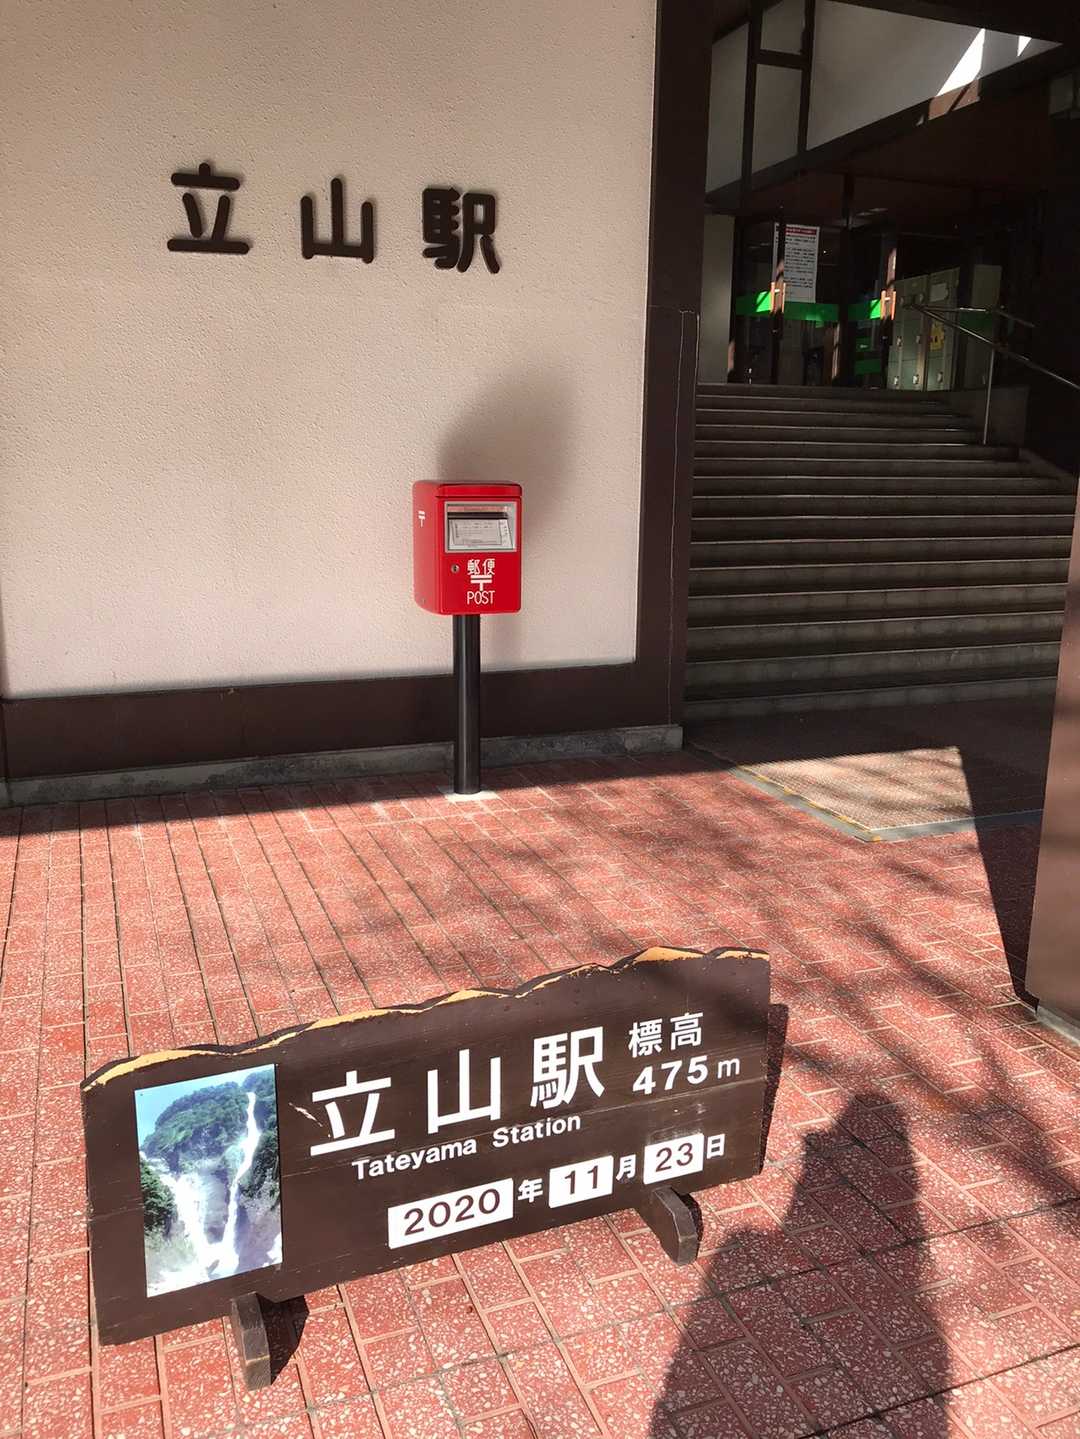 立山駅
〒
郵便
〒
POST
立山駅 標高
475m
Tateyama Station
2020年11月23日